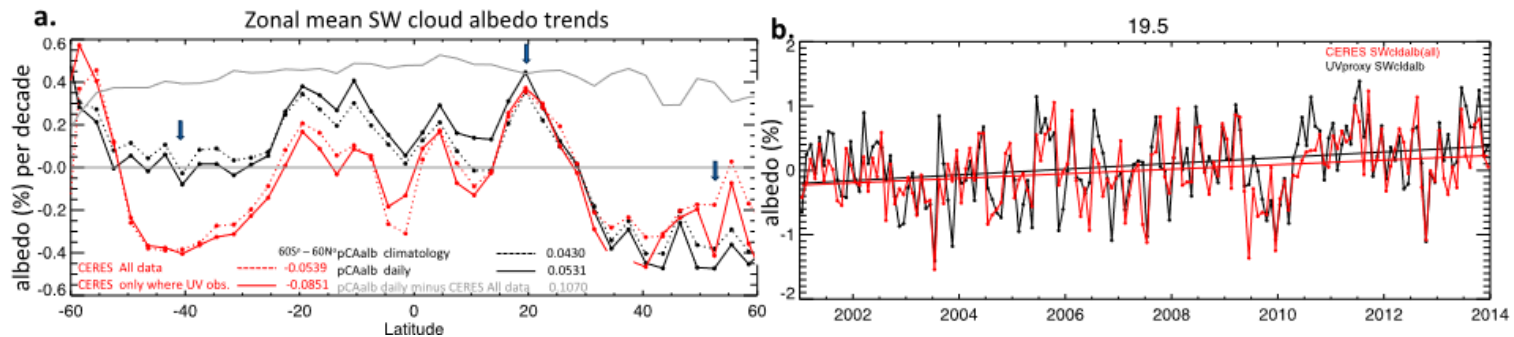 a.
Zonal mean SW cloud albedo trends
albedo (%) per decade
0.6
0.4
0.2
-0.0
-0.2
-0.4
-0.6
60Sº – 60Nº pCAalb climatology 0.0430
CERES All data -0.0539 pCAalb daily 0.0531
CERES only where UV obs. -0.0851 pCAalb daily minus CERES All data 0.1070
-60 -40 -20 0 20 40 60
Latitude
b.
19.5
albedo (%)
2
1
0
-1
-2
CERES SWcldalb(all)
UVproxy SWcldalb
2002 2004 2006 2008 2010 2012 2014